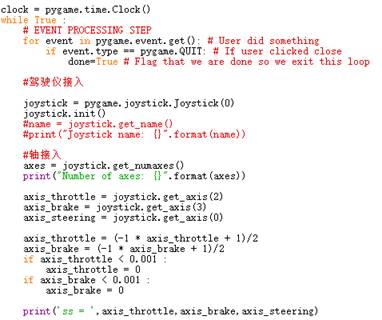 clock = pygame.time.Clock()
while True :
    # EVENT PROCESSING STEP
    for event in pygame.event.get(): # User did something
        if event.type == pygame.QUIT: # If user clicked close
            done=True # Flag that we are done so we exit this loop

    #驾驶仪接入

    joystick = pygame.joystick.Joystick(0)
    joystick.init()
    #name = joystick.get_name()
    #print("Joystick name: {}".format(name))

    #轴接入
    axes = joystick.get_numaxes()
    print("Number of axes: {}".format(axes))

    axis_throttle = joystick.get_axis(2)
    axis_brake = joystick.get_axis(3)
    axis_steering = joystick.get_axis(0)

    axis_throttle = (-1 * axis_throttle + 1)/2
    axis_brake = (-1 * axis_brake + 1)/2
    if axis_throttle < 0.001 :
        axis_throttle = 0
    if axis_brake < 0.001 :
        axis_brake = 0

    print('ss = ',axis_throttle,axis_brake,axis_steering)